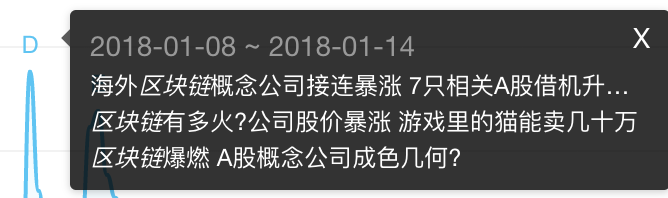 D
2018-01-08 ~ 2018-01-14
X
海外区块链概念公司接连暴涨 7只相关A股借机升...
区块链有多火?公司股价暴涨 游戏里的猫能卖几十万
区块链爆燃 A股概念公司成色几何?